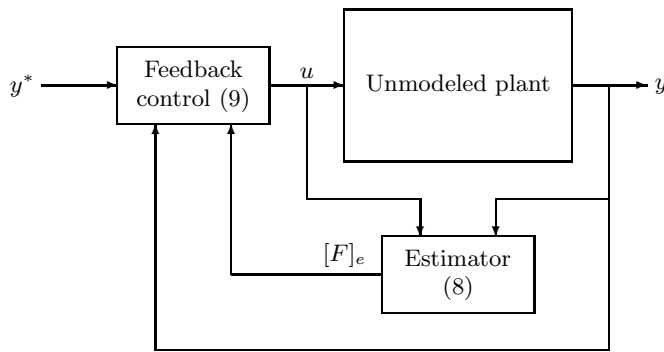 y*
Feedback
control (9)
u
Unmodeled plant
y
[F]e
Estimator
(8)